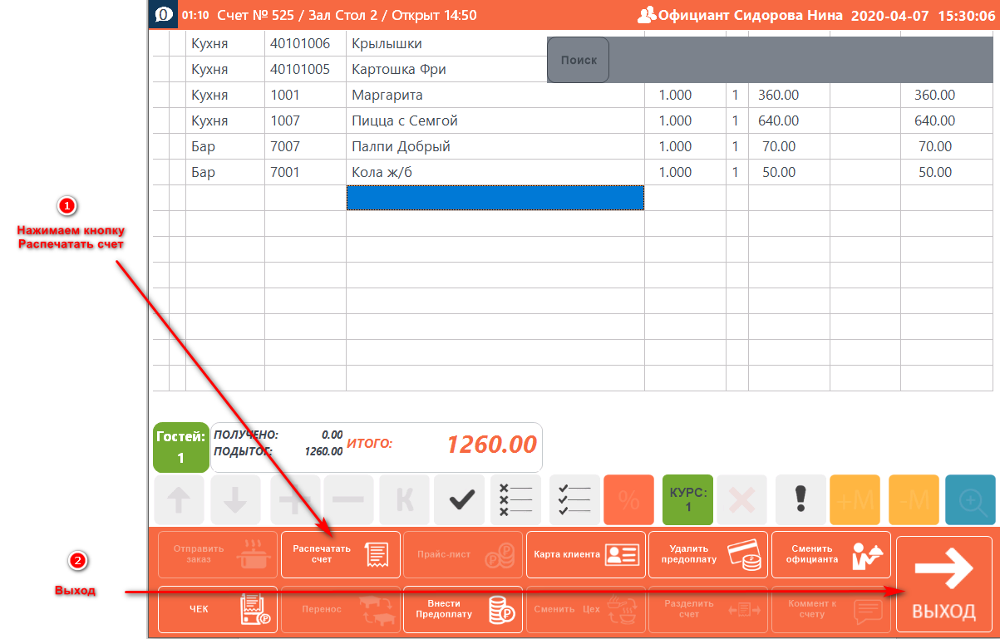 0 01:10 Счет № 525 / Зал Стол 2 / Открыт 14:50 Официант Сидорова Нина 2020-04-07 15:30:06
Кухня 40101006 Крылышки
Поиск
Кухня 40101005 Картошка Фри
Кухня 1001 Маргарита 1.000 1 360.00 360.00
Кухня 1007 Пицца с Семгой 1.000 1 640.00 640.00
Бар 7007 Палпи Добрый 1.000 1 70.00 70.00
Бар 7001 Кола ж/б 1.000 1 50.00 50.00
1
Нажимаем кнопку
Распечатать счет
Гостей:
1
ПОЛУЧЕНО: 0.00
ПОДЫТОГ: 1260.00
ИТОГО: 1260.00
К
%
КУРС:
1
+М
-М
Отправить
заказ
Распечатать
счет
Прайс-лист
Карта клиента
Удалить
предоплату
Сменить
официанта
2
Выход
ЧЕК
Перенос
Внести
Предоплату
Сменить Цех
Разделить
счет
Коммент к
счету
ВЫХОД